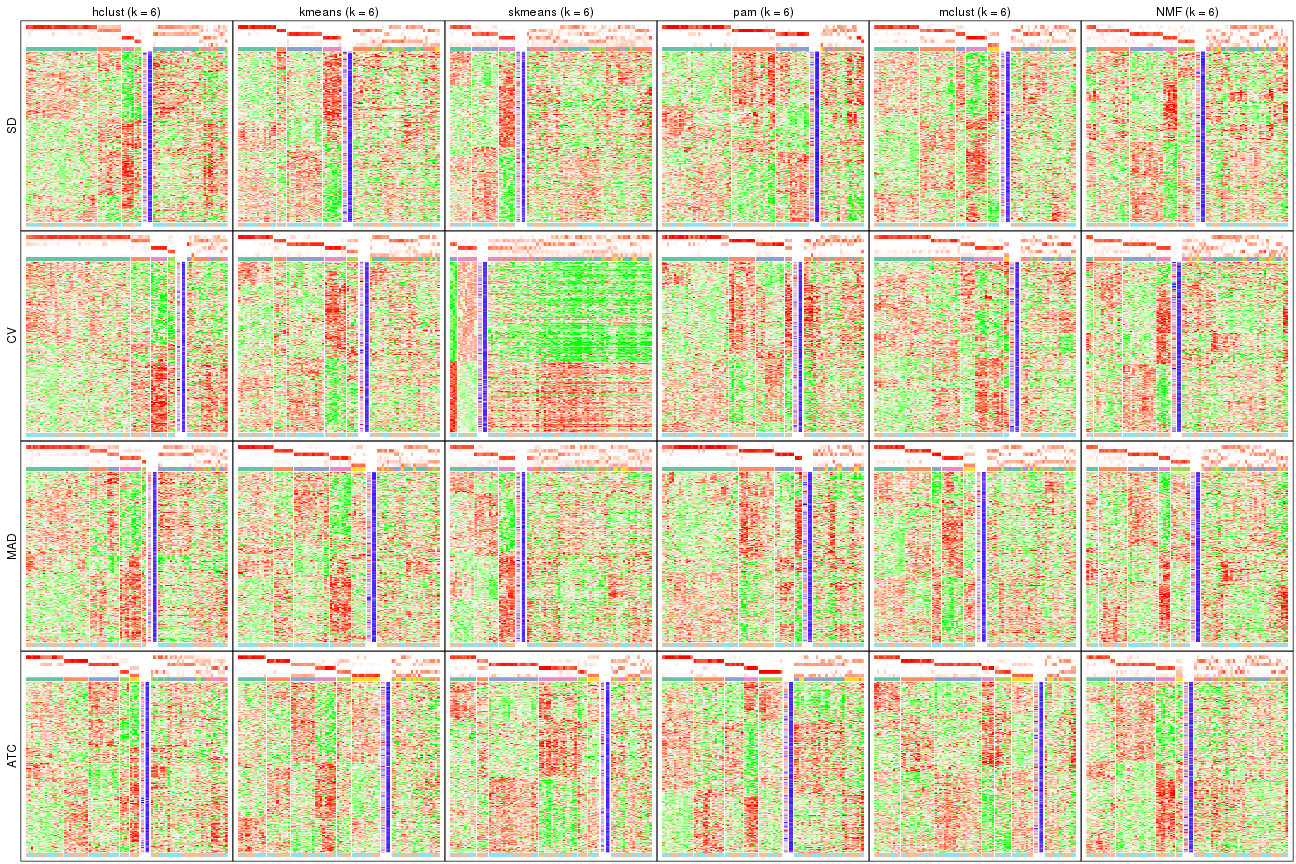 hclust (k = 6)
kmeans (k = 6)
skmeans (k = 6)
pam (k = 6)
mclust (k = 6)
NMF (k = 6)
SD
CV
MAD
ATC